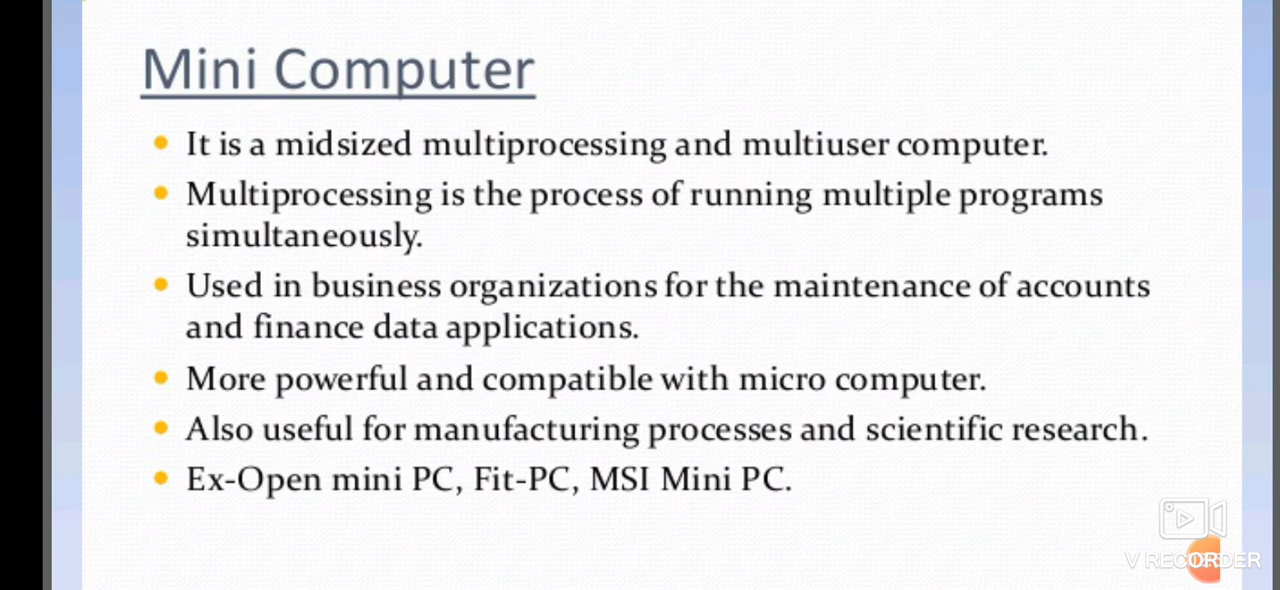 Mini Computer
It is a midsized multiprocessing and multiuser computer.
Multiprocessing is the process of running multiple programs
simultaneously.
Used in business organizations for the maintenance of accounts
and finance data applications.
More powerful and compatible with micro computer.
Also useful for manufacturing processes and scientific research.
Ex-Open mini PC, Fit-PC, MSI Mini PC.
V RECORDER